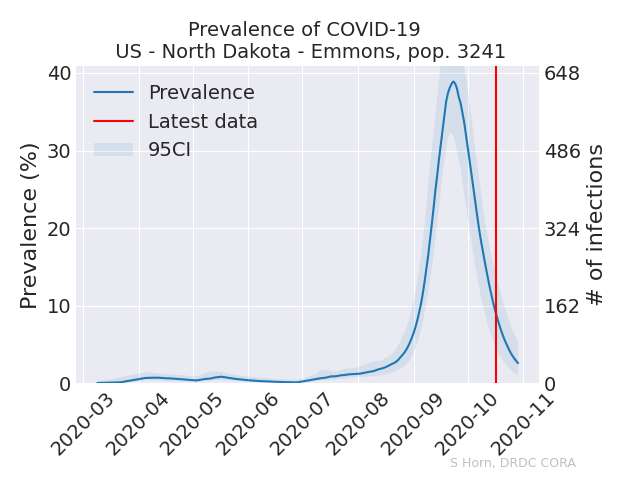 Prevalence of COVID-19
US - North Dakota - Emmons, pop. 3241
Prevalence (%)
40
30
20
10
0
Prevalence
Latest data
95CI
648
486
324
162
0
# of infections
2020-03
2020-04
2020-05
2020-06
2020-07
2020-08
2020-09
2020-10
2020-11
S Horn, DRDC CORA